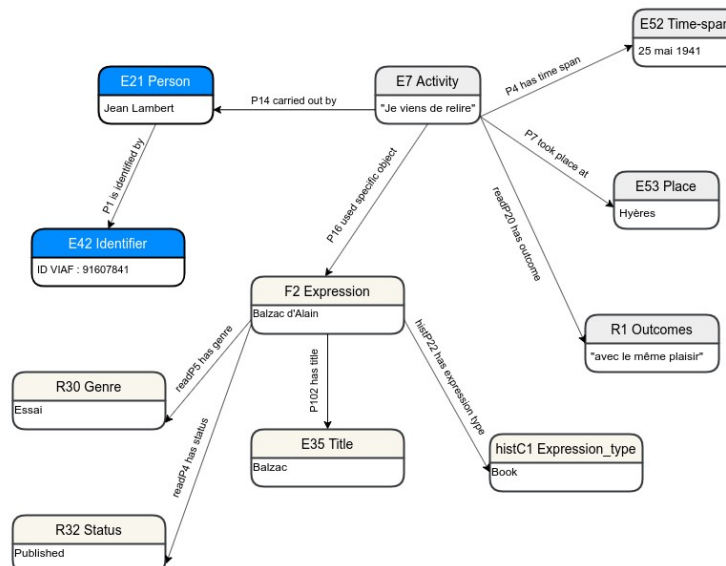 E52 Time-span
25 mai 1941
E21 Person
Jean Lambert
P14 carried out by
E7 Activity
"Je viens de relire"
P4 has time span
P7 took place at
E53 Place
Hyères
P1 is identified by
P16 used specific object
readP20 has outcome
E42 Identifier
ID VIAF : 91607841
F2 Expression
Balzac d'Alain
R1 Outcomes
"avec le même plaisir"
readP5 has genre
P102 has title
histP22 has expression type
R30 Genre
Essai
readP4 has status
E35 Title
Balzac
histC1 Expression_type
Book
R32 Status
Published